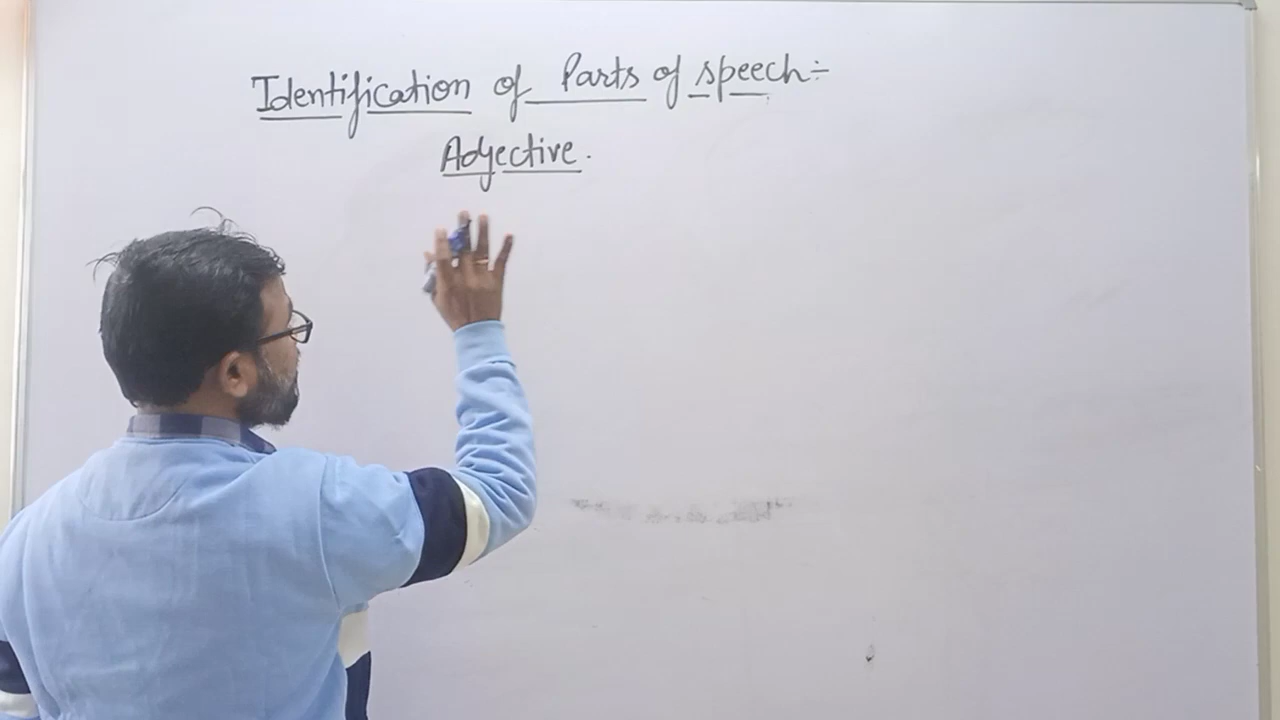 Identification of Parts of speech÷
Adjective.